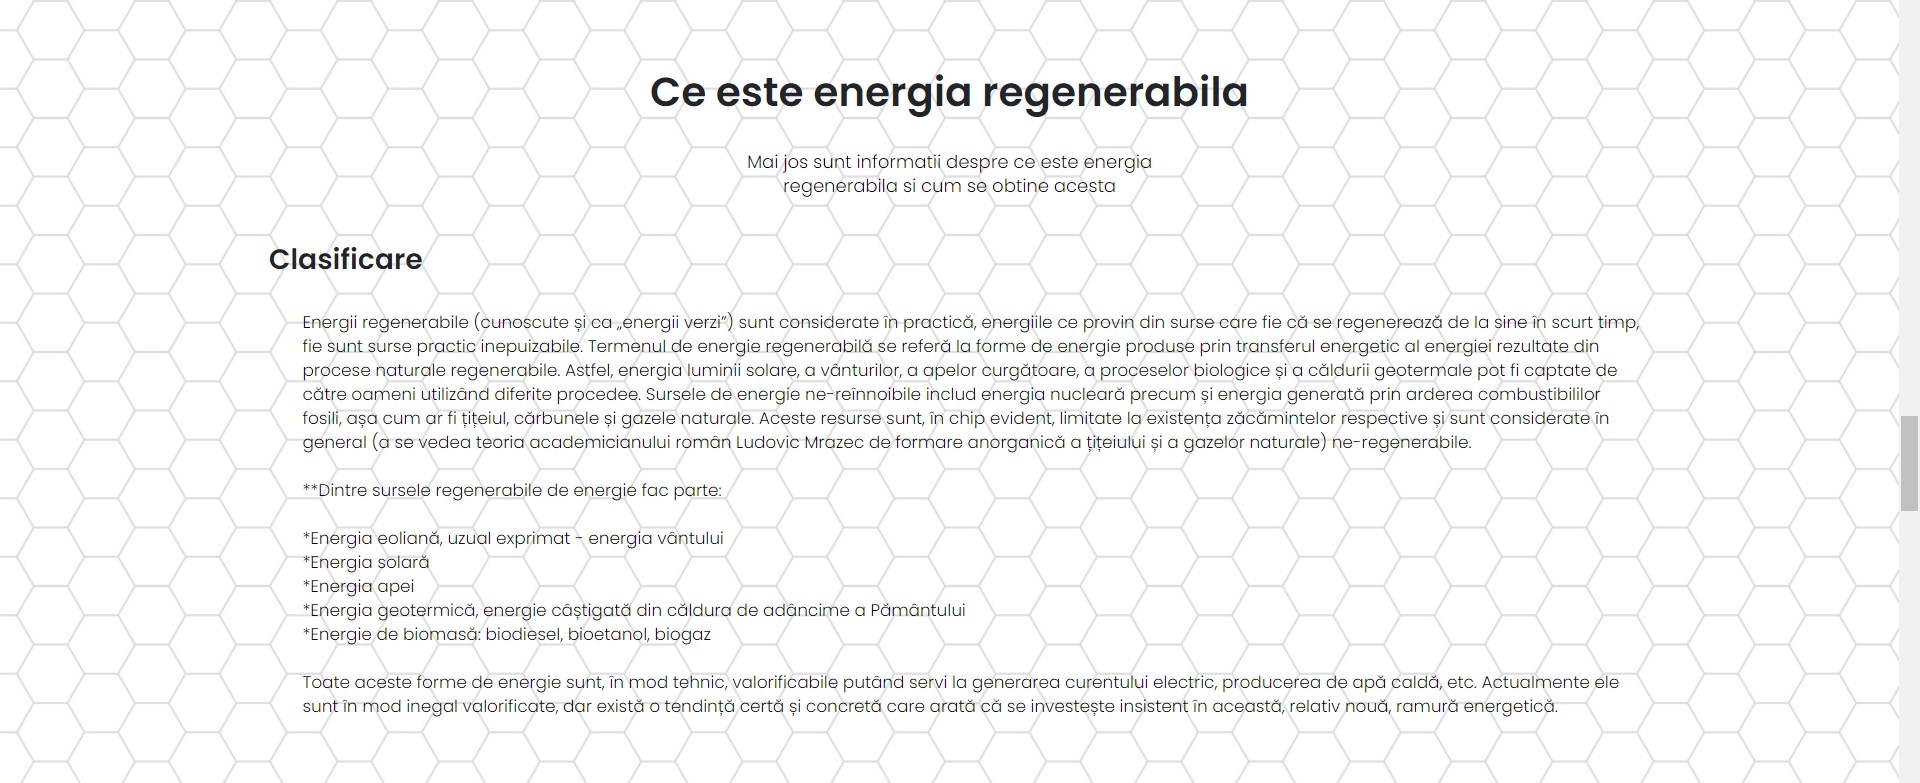 Ce este energia regenerabila
Mai jos sunt informatii despre ce este energia
regenerabila si cum se obtine acesta
Clasificare
Energii regenerabile (cunoscute și ca „energii verzi”) sunt considerate în practică, energiile ce provin din surse care fie că se regenerează de la sine în scurt timp,
fie sunt surse practic inepuizabile. Termenul de energie regenerabilă se referă la forme de energie produse prin transferul energetic al energiei rezultate din
procese naturale regenerabile. Astfel, energia luminii solare, a vânturilor, a apelor curgătoare, a proceselor biologice și a căldurii geotermale pot fi captate de
către oameni utilizând diferite procedee. Sursele de energie ne-reînnoibile includ energia nucleară precum și energia generată prin arderea combustibililor
fosili, așa cum ar fi țițeiul, cărbunele și gazele naturale. Aceste resurse sunt, în chip evident, limitate la existența zăcămintelor respective și sunt considerate în
general (a se vedea teoria academicianului român Ludovic Mrazec de formare anorganică a țițeiului și a gazelor naturale) ne-regenerabile.
**Dintre sursele regenerabile de energie fac parte:
*Energia eoliană, uzual exprimat - energia vântului
*Energia solară
*Energia apei
*Energia geotermică, energie câștigată din căldura de adâncime a Pământului
*Energie de biomasă: biodiesel, bioetanol, biogaz
Toate aceste forme de energie sunt, în mod tehnic, valorificabile putând servi la generarea curentului electric, producerea de apă caldă, etc. Actualmente ele
sunt în mod inegal valorificate, dar există o tendință certă și concretă care arată că se investește insistent în această, relativ nouă, ramură energetică.